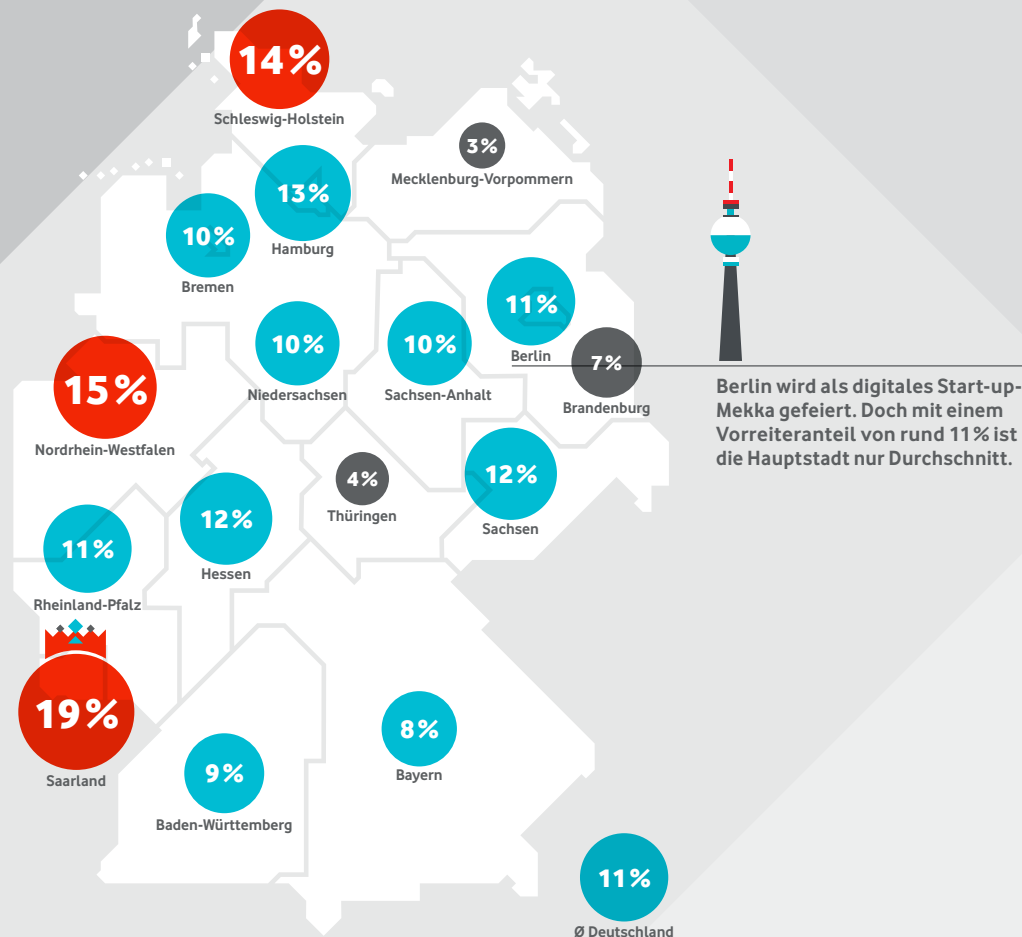 14%
Schleswig-Holstein
3%
Mecklenburg-Vorpommern
13%
Hamburg
10%
Bremen
11%
Berlin
10%
Niedersachsen
10%
Sachsen-Anhalt
7%
Brandenburg
15%
Nordrhein-Westfalen
Berlin wird als digitales Start-up-
Mekka gefeiert. Doch mit einem
Vorreiteranteil von rund 11% ist
die Hauptstadt nur Durchschnitt.
4%
Thüringen
12%
Sachsen
12%
Hessen
11%
Rheinland-Pfalz
19%
Saarland
8%
Bayern
9%
Baden-Württemberg
11%
Ø Deutschland